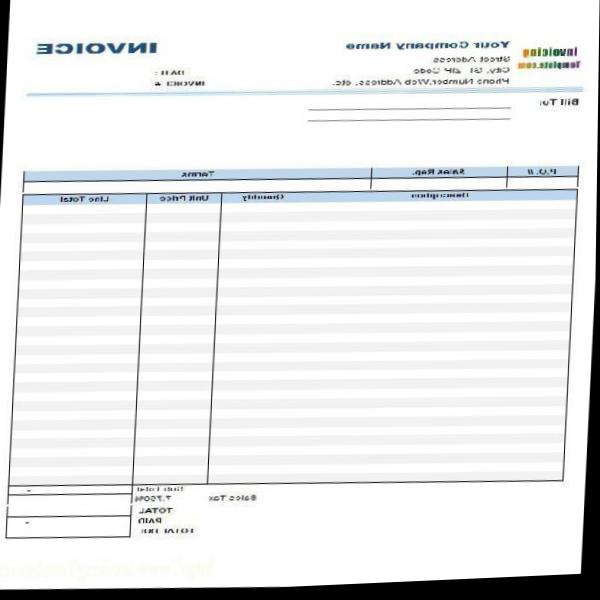 Invoicing
Template.com
Your Company Name
INVOICE
Street Address
City, ST ZIP Code
DATE :
Phone Number,Web Address, etc.
INVOICE #
Bill To:
P.O. # Sales Rep. Terms
Description Quantity Unit Price Line Total
Sub Total -
Sales Tax 7.750%
TOTAL
PAID -
TOTAL DUE